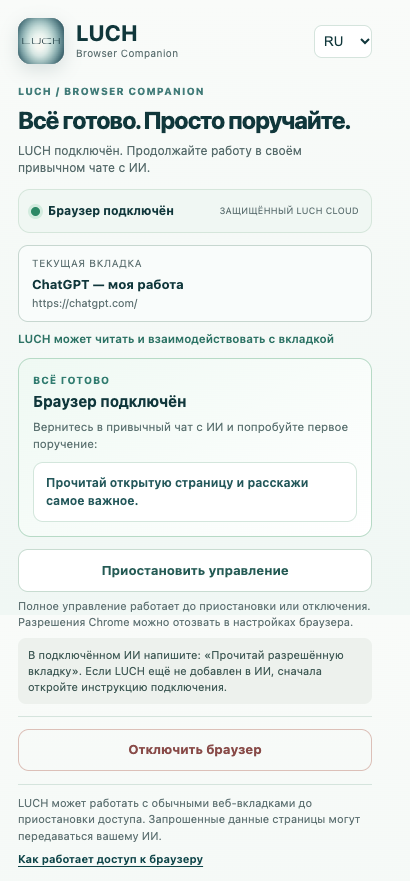 LUCH
LUCH
Browser Companion
RU
LUCH / BROWSER COMPANION
Всё готово. Просто поручайте.
LUCH подключён. Продолжайте работу в своём
привычном чате с ИИ.
Браузер подключён
ЗАЩИЩЁННЫЙ LUCH CLOUD
ТЕКУЩАЯ ВКЛАДКА
ChatGPT — моя работа
https://chatgpt.com/
LUCH может читать и взаимодействовать с вкладкой
ВСЁ ГОТОВО
Браузер подключён
Вернитесь в привычный чат с ИИ и попробуйте первое
поручение:
Прочитай открытую страницу и расскажи
самое важное.
Приостановить управление
Полное управление работает до приостановки или отключения.
Разрешения Chrome можно отозвать в настройках браузера.
В подключённом ИИ напишите: «Прочитай разрешённую
вкладку». Если LUCH ещё не добавлен в ИИ, сначала
откройте инструкцию подключения.
Отключить браузер
LUCH может работать с обычными веб-вкладками до
приостановки доступа. Запрошенные данные страницы могут
передаваться вашему ИИ.
Как работает доступ к браузеру